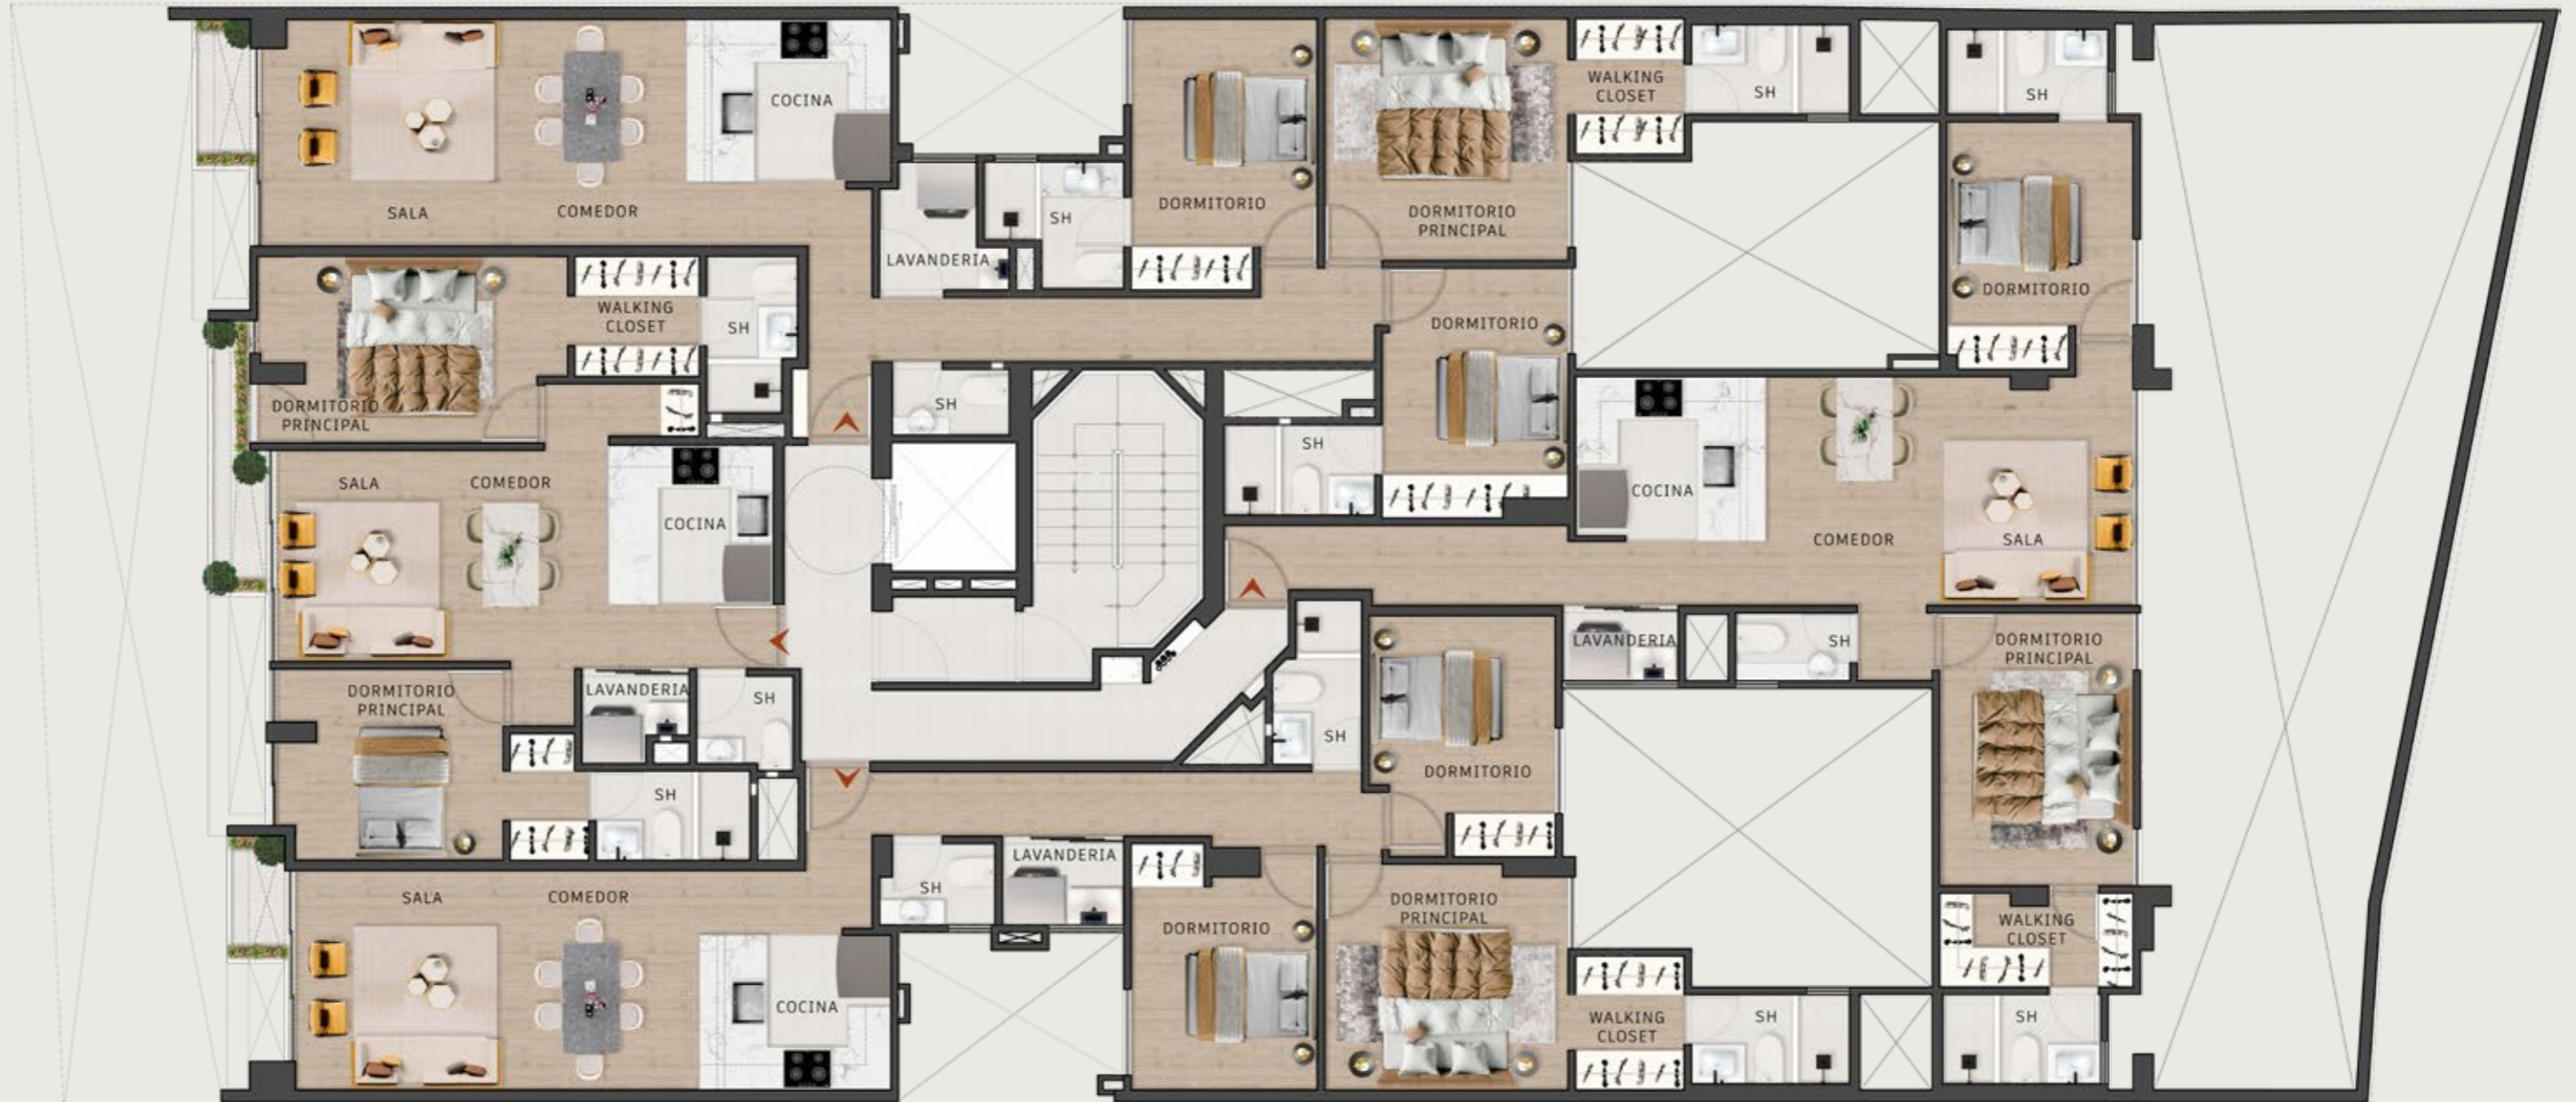 COCINA
SALA
COMEDOR
LAVANDERIA
SH
DORMITORIO
DORMITORIO
PRINCIPAL
WALKING
CLOSET
SH
SH
DORMITORIO
DORMITORIO
PRINCIPAL
WALKING
CLOSET
SH
SH
DORMITORIO
SH
SALA
COMEDOR
COCINA
COCINA
COMEDOR
SALA
DORMITORIO
PRINCIPAL
LAVANDERIA
SH
SH
LAVANDERIA
SH
DORMITORIO
PRINCIPAL
SH
DORMITORIO
SALA
COMEDOR
COCINA
SH
LAVANDERIA
DORMITORIO
DORMITORIO
PRINCIPAL
WALKING
CLOSET
SH
WALKING
CLOSET
SH